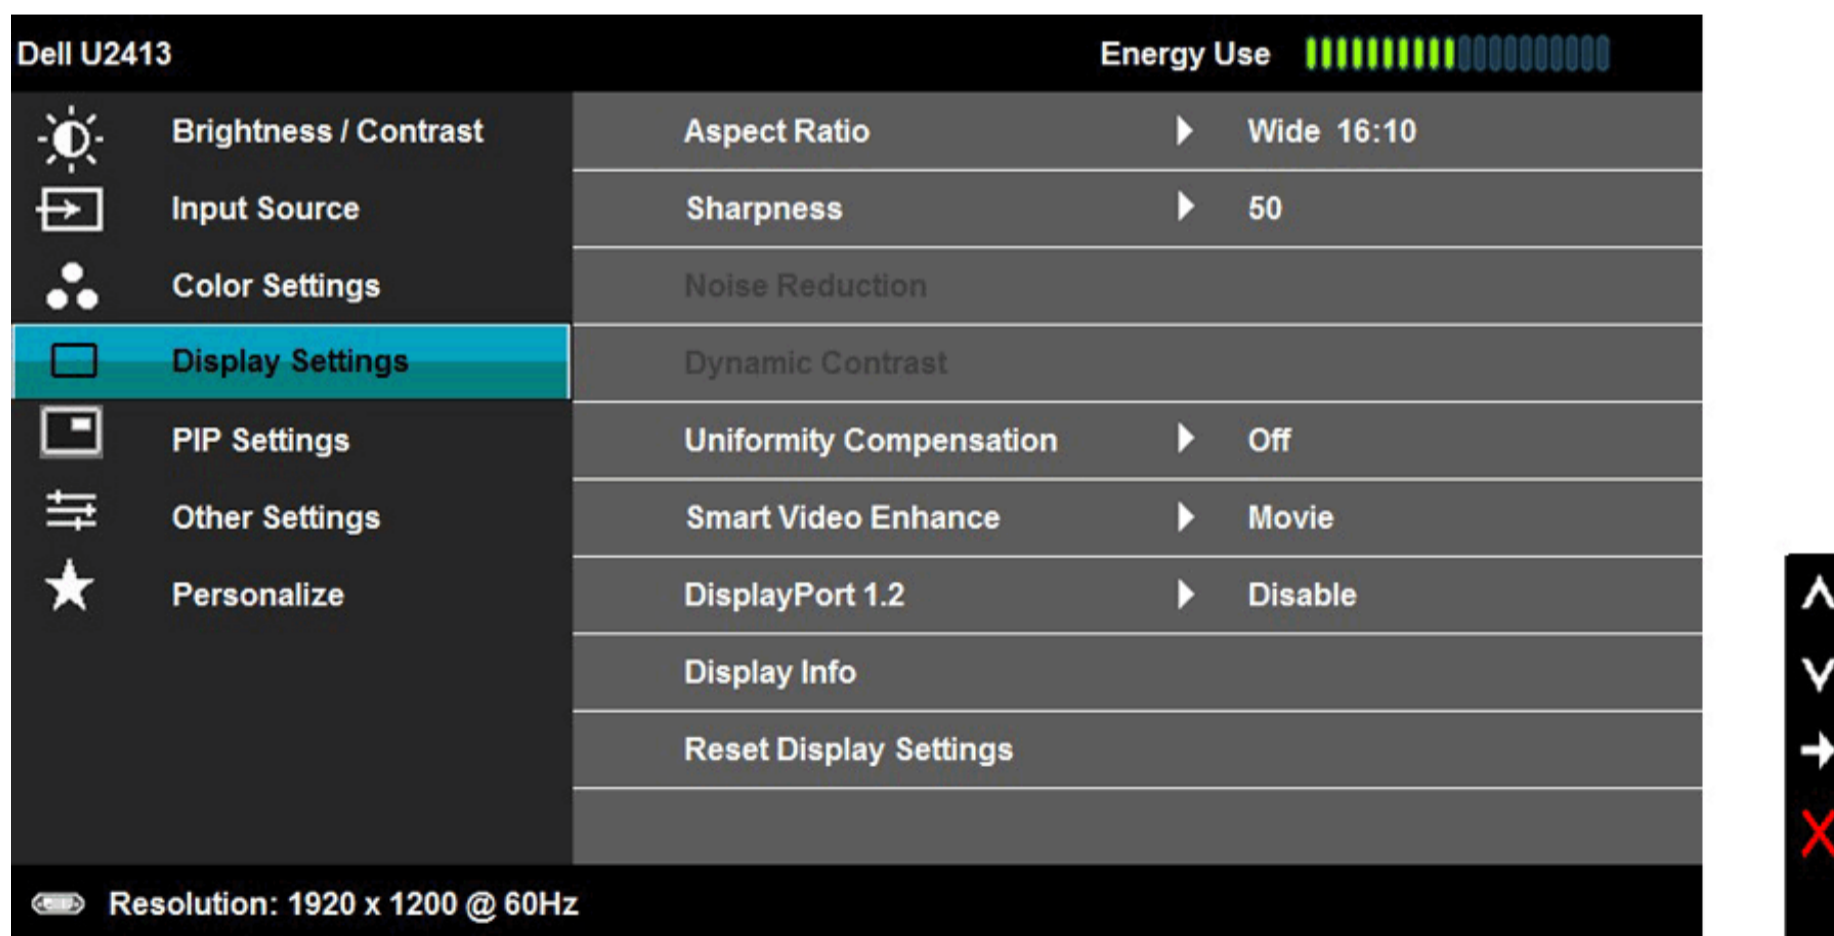 Dell U2413 Energy Use
Brightness / Contrast Aspect Ratio Wide 16:10
Input Source Sharpness 50
Color Settings Noise Reduction
Display Settings Dynamic Contrast
PIP Settings Uniformity Compensation Off
Other Settings Smart Video Enhance Movie
Personalize DisplayPort 1.2 Disable
Display Info
Reset Display Settings
Resolution: 1920 x 1200 @ 60Hz